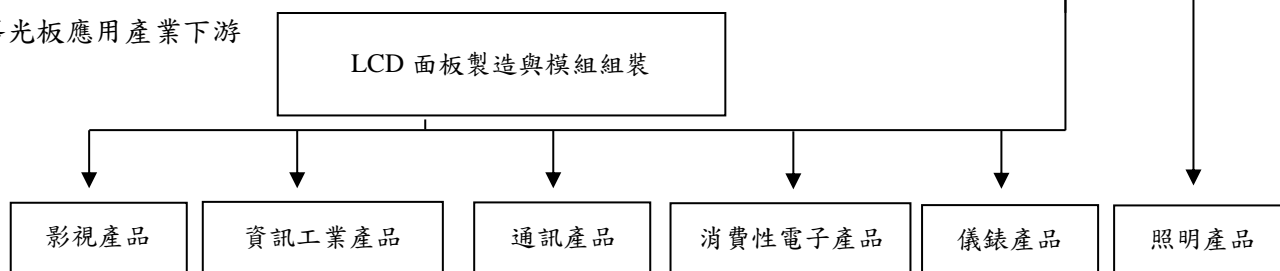 光板應用產業下游
LCD 面板製造與模組組裝
影視產品
資訊工業產品
通訊產品
消費性電子產品
儀錶產品
照明產品